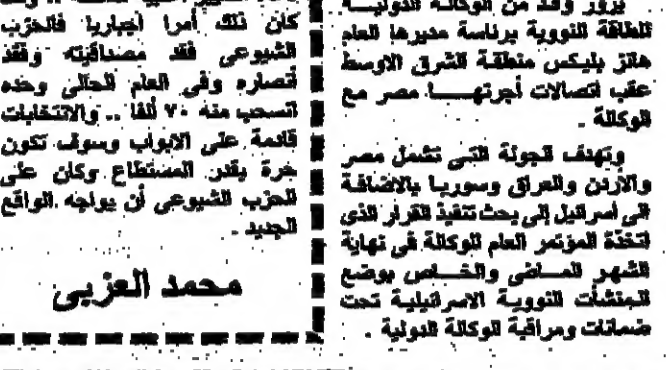 يزور وفد من الوكالة الدولية
للطاقة النووية برئاسة مديرها العام
هانز بليكس منطقة الشرق الاوسط
عقب اتصالات أجرتها مصر مع
الوكالة .
وتهدف الجولة التى تشمل مصر
والأردن والعراق وسوريا بالاضافة
الى اسرائيل إلى بحث تنفيذ القرار الذى
اتخذة المؤتمر العام للوكالة فى نهاية
الشهر الماضى والخاص بوضع
المنشأت النووية الاسرائيلية تحت
ضمانات ومراقبة الوكالة الدولية .
كان ذلك أمرا اجباريا فالحزب
الشيوعى فقد مصداقيته وفقد
أنصاره وفى العام الحالى وحده
انسحب منه ٧٠ ألفا .. والانتخابات
قادمة على الابواب وسوف تكون
حرة بقدر المستطاع وكان على
الحزب الشيوعى أن يواجه الواقع
الجديد .
محمد العزبى